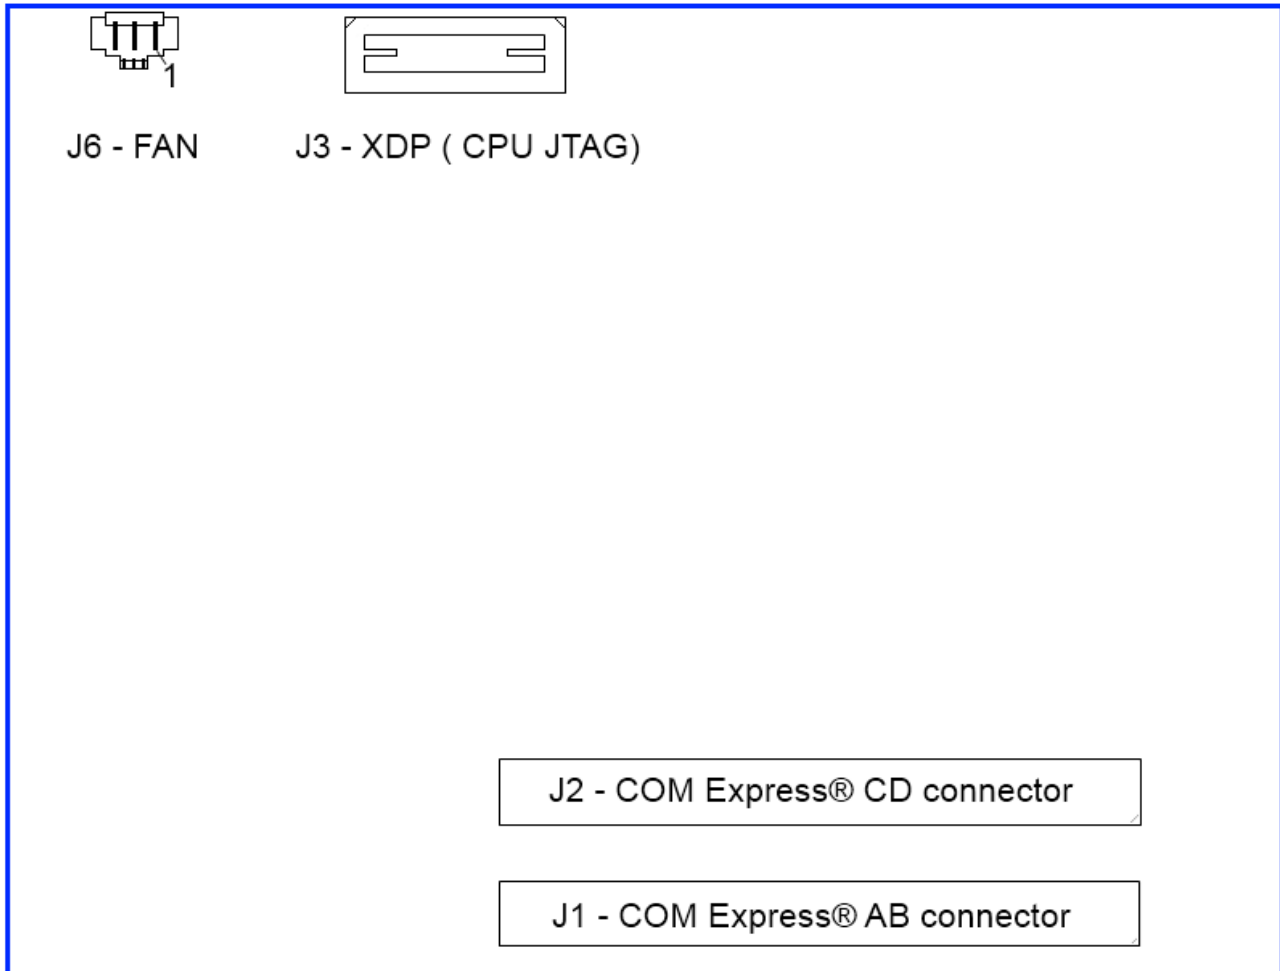 1
J6 - FAN
J3 - XDP ( CPU JTAG)
J2 - COM Express® CD connector
J1 - COM Express® AB connector